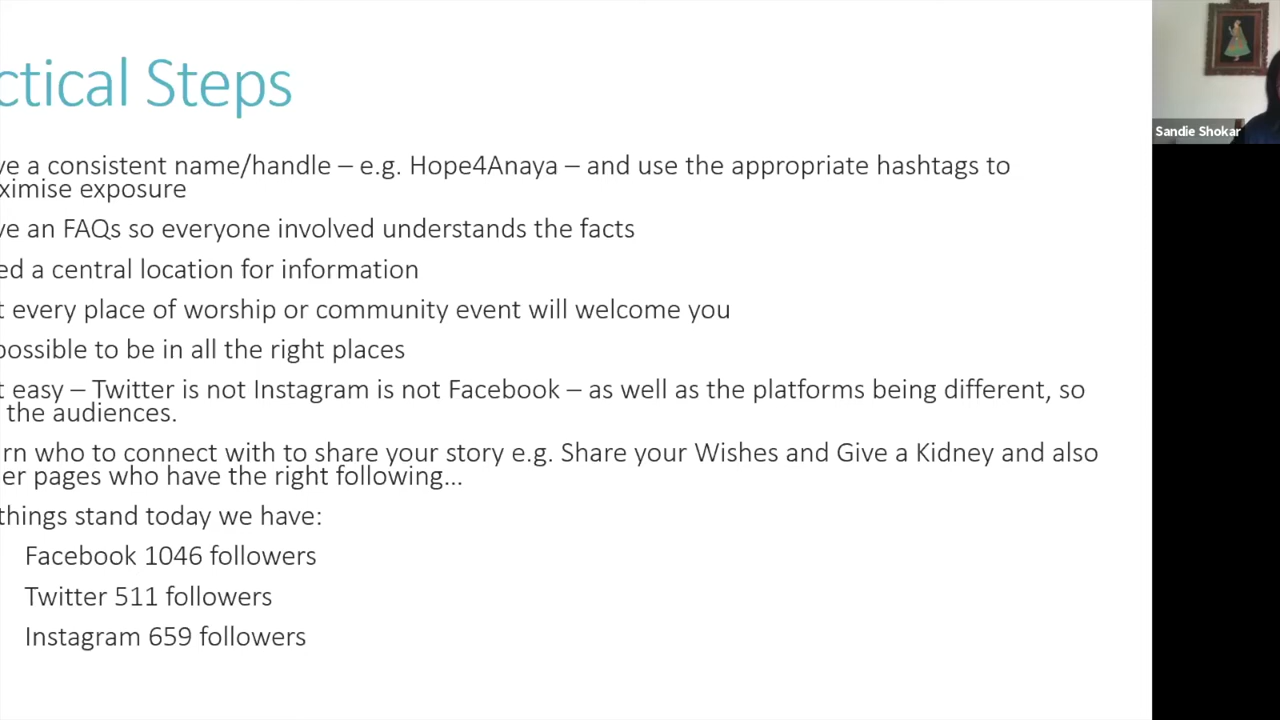 ctical Steps
ve a consistent name/handle – e.g. Hope4Anaya – and use the appropriate hashtags to
ximise exposure
ve an FAQs so everyone involved understands the facts
ed a central location for information
t every place of worship or community event will welcome you
possible to be in all the right places
t easy – Twitter is not Instagram is not Facebook – as well as the platforms being different, so
the audiences.
rn who to connect with to share your story e.g. Share your Wishes and Give a Kidney and also
er pages who have the right following…
things stand today we have:
Facebook 1046 followers
Twitter 511 followers
Instagram 659 followers
Sandie Shokar